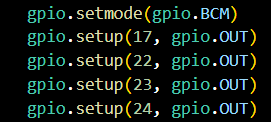 gpio.setmode(gpio.BCM)
gpio.setup(17, gpio.OUT)
gpio.setup(22, gpio.OUT)
gpio.setup(23, gpio.OUT)
gpio.setup(24, gpio.OUT)